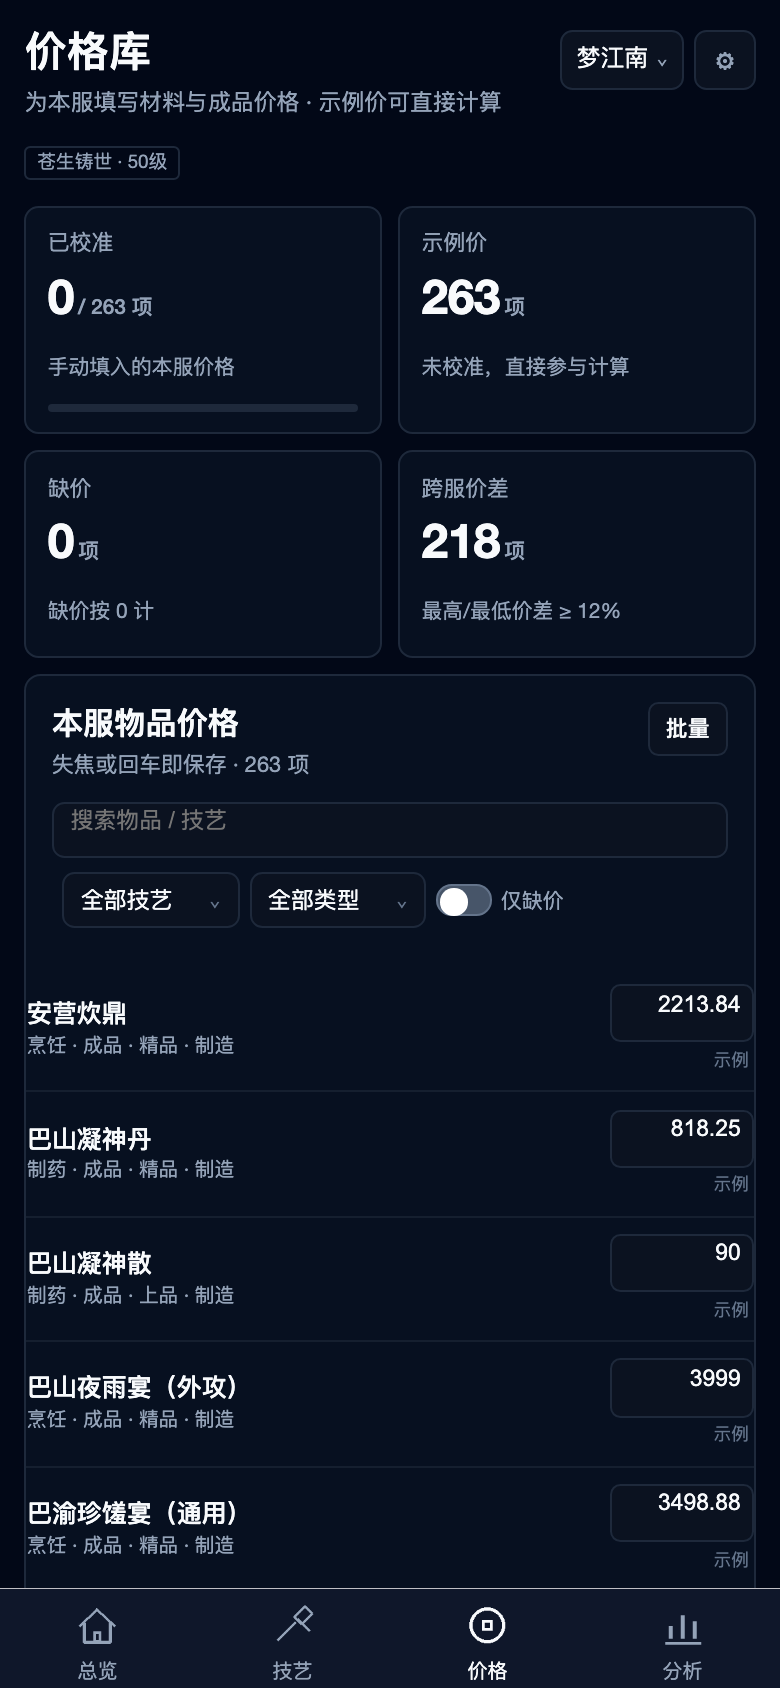 价格库
梦江南
为本服填写材料与成品价格 · 示例价可直接计算
苍生铸世 · 50级
已校准
0 / 263 项
手动填入的本服价格
示例价
263 项
未校准，直接参与计算
缺价
0 项
缺价按 0 计
跨服价差
218 项
最高/最低价差 ≥ 12%
本服物品价格
批量
失焦或回车即保存 · 263 项
搜索物品 / 技艺
全部技艺
全部类型
仅缺价
安营炊鼎
2213.84
烹饪 · 成品 · 精品 · 制造
示例
巴山凝神丹
818.25
制药 · 成品 · 精品 · 制造
示例
巴山凝神散
90
制药 · 成品 · 上品 · 制造
示例
巴山夜雨宴（外攻）
3999
烹饪 · 成品 · 精品 · 制造
示例
巴渝珍馐宴（通用）
3498.88
烹饪 · 成品 · 精品 · 制造
示例
总览
技艺
价格
分析